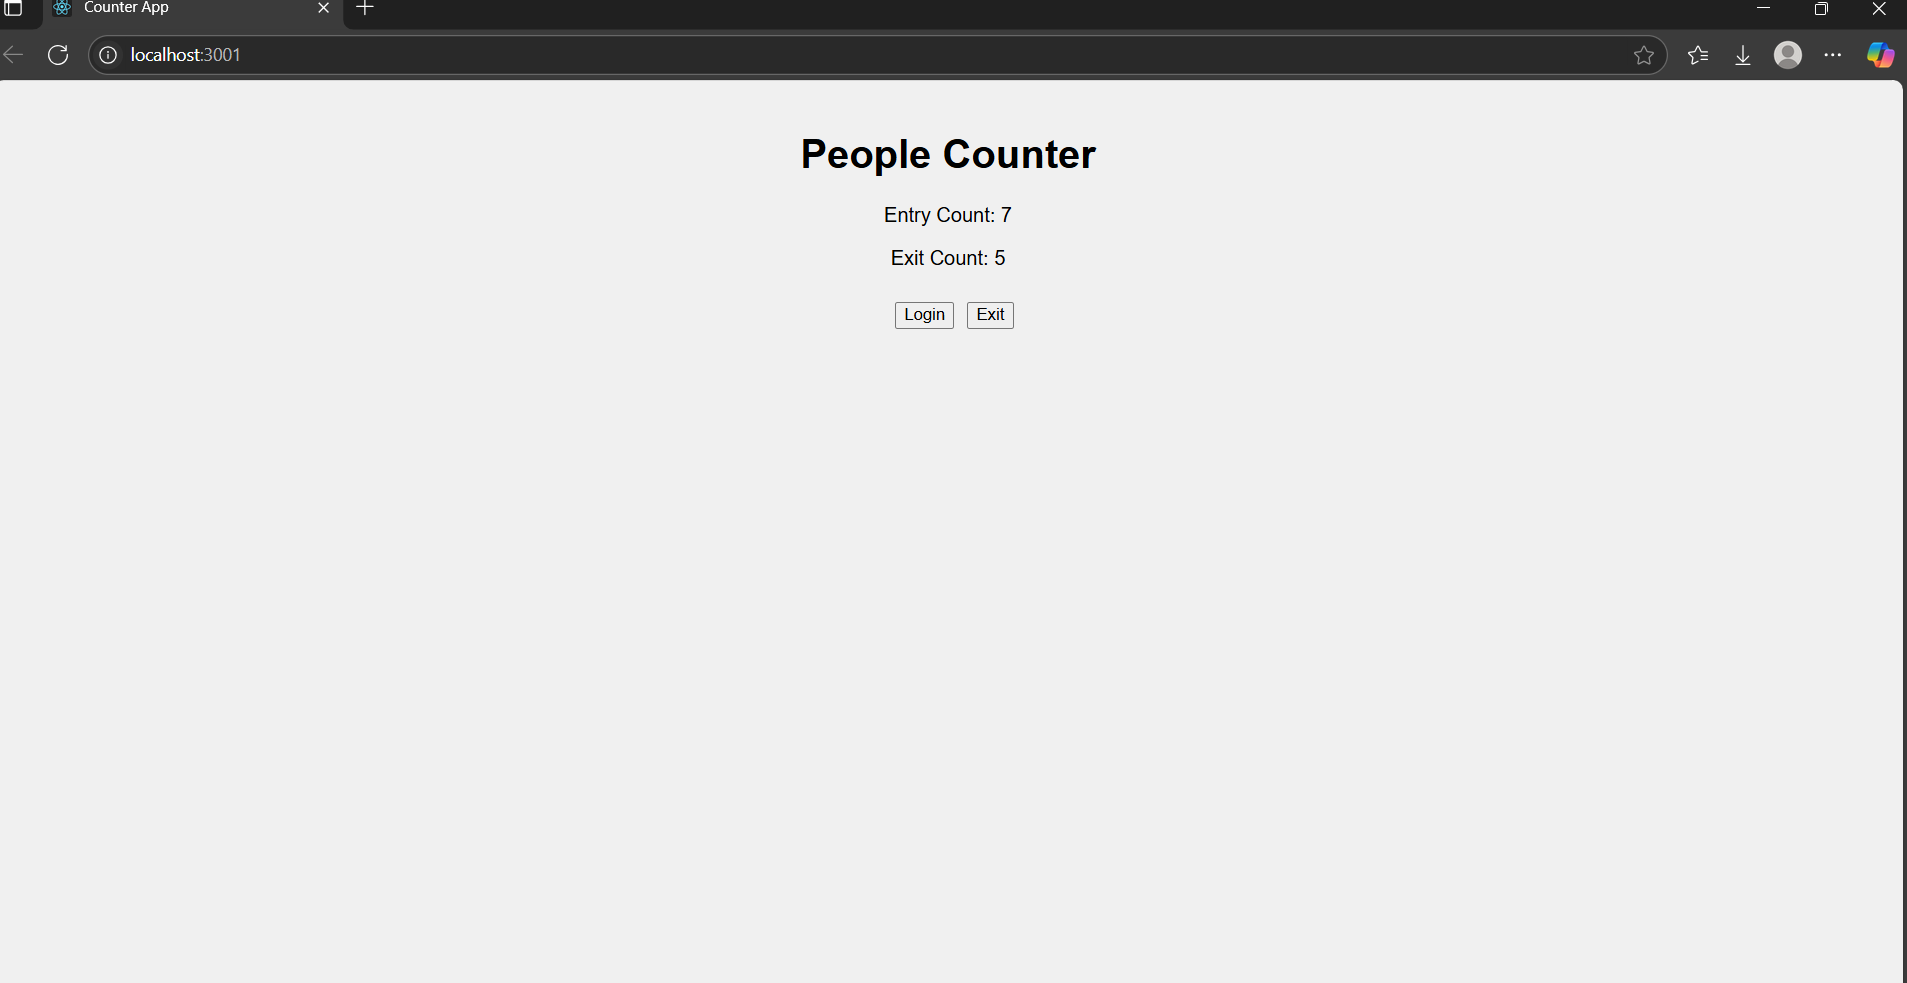 Counter App
localhost:3001
People Counter
Entry Count: 7
Exit Count: 5
Login Exit